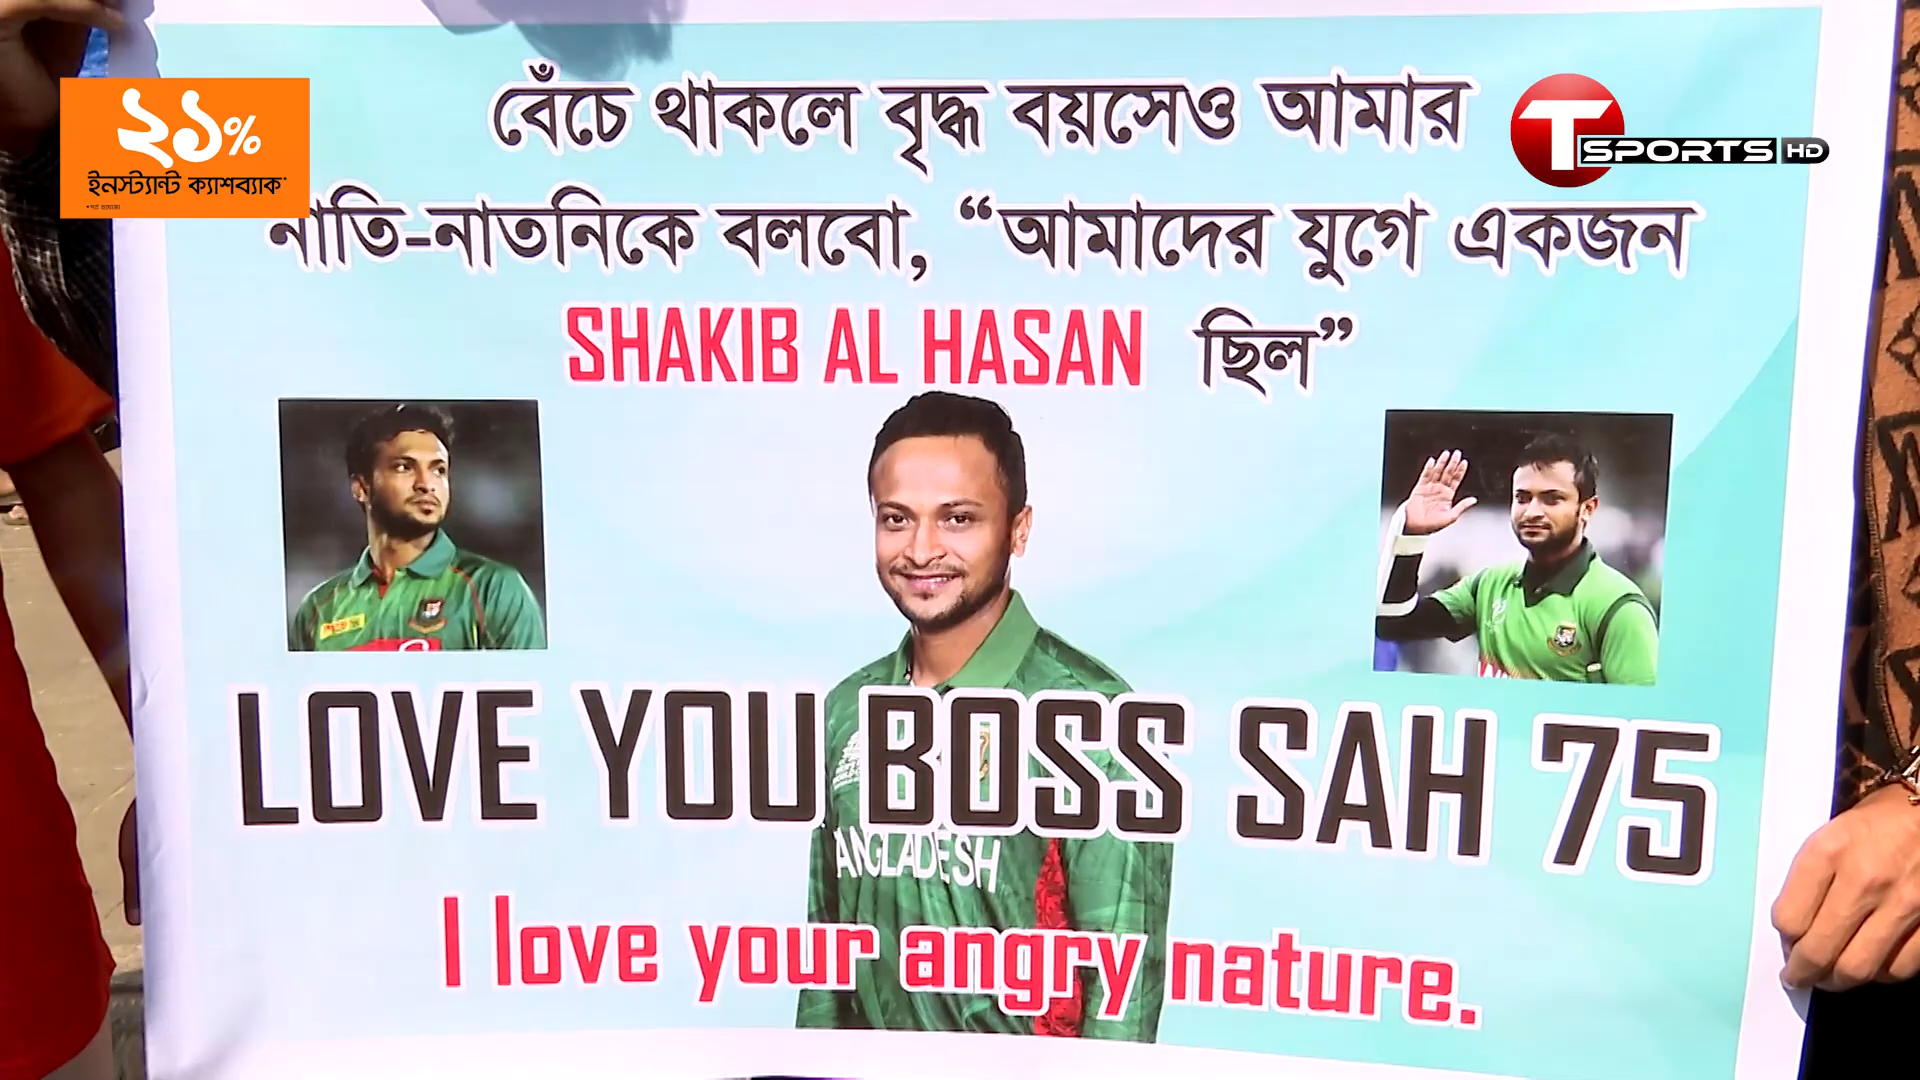 বেঁচে থাকলে বৃদ্ধ বয়সেও আমার
নাতি-নাতনিকে বলবো, “আমাদের যুগে একজন
SHAKIB AL HASAN ছিল”
LOVE YOU BOSS SAH 75
ANGLADESH
I love your angry nature.
২১%
ইনস্ট্যান্ট ক্যাশব্যাক*
T SPORTS HD